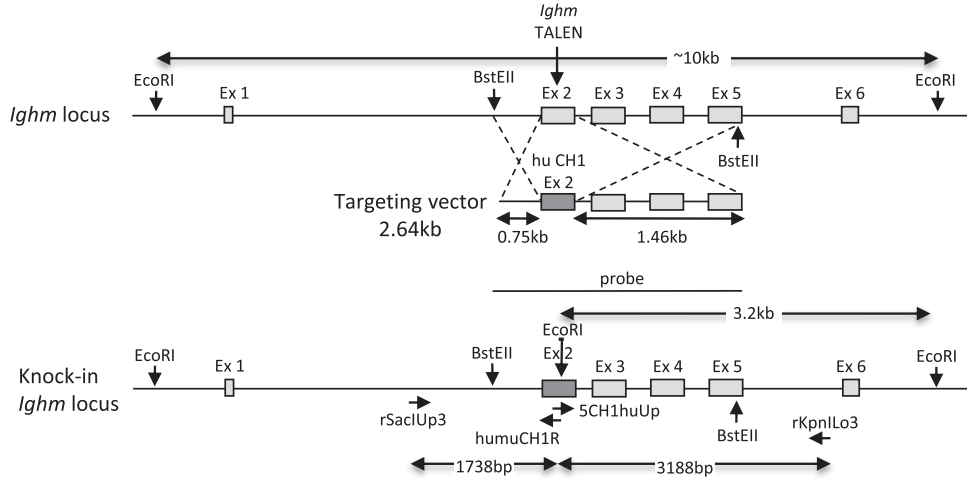 Ighm
TALEN
~10kb
EcoRI
BstEII
EcoRI
Ex 1
Ex 2
Ex 3
Ex 4
Ex 5
Ex 6
Ighm locus
BstEII
hu CH1
Ex 2
Targeting vector
2.64kb
0.75kb
1.46kb
probe
3.2kb
EcoRI
EcoRI
BstEII
Ex 2
EcoRI
Ex 1
Ex 3
Ex 4
Ex 5
Ex 6
Knock-in
Ighm locus
rSacIUp3
5CH1huUp
humuCH1R
BstEII
rKpnILo3
1738bp
3188bp